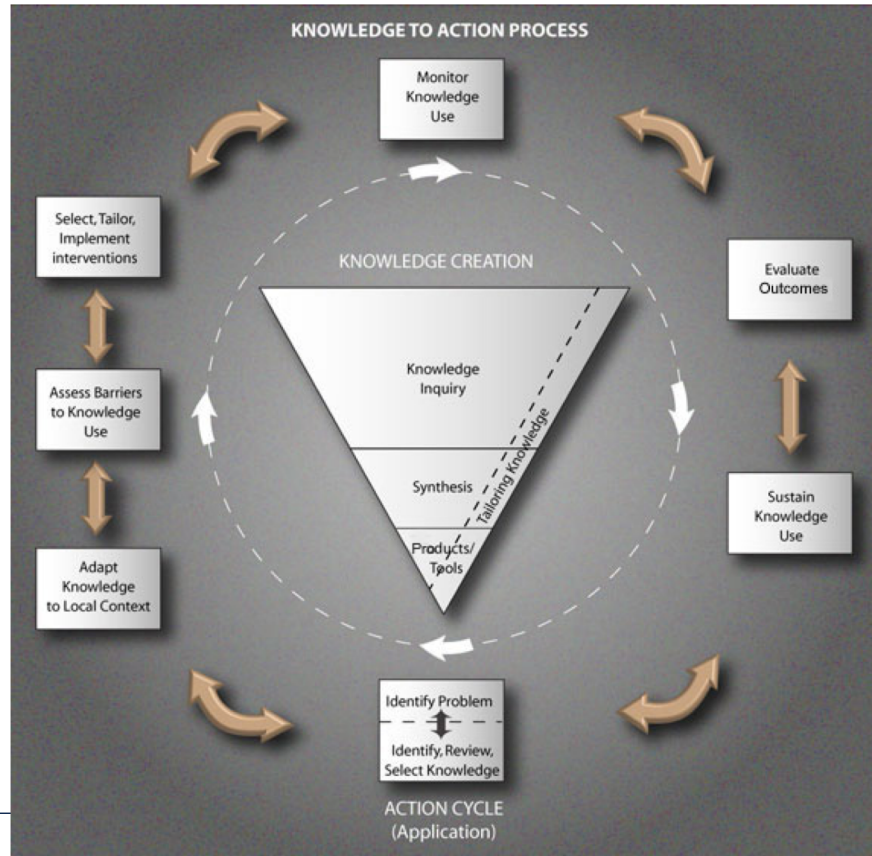 KNOWLEDGE TO ACTION PROCESS
Monitor
Knowledge
Use
Select, Tailor,
Implement
interventions
KNOWLEDGE CREATION
Evaluate
Outcomes
Knowledge
Inquiry
Assess Barriers
to Knowledge
Use
Tailoring Knowledge
Synthesis
Sustain
Knowledge
Use
Products/
Tools
Adapt
Knowledge
to Local Context
Identify Problem
Identify, Review,
Select Knowledge
ACTION CYCLE
(Application)